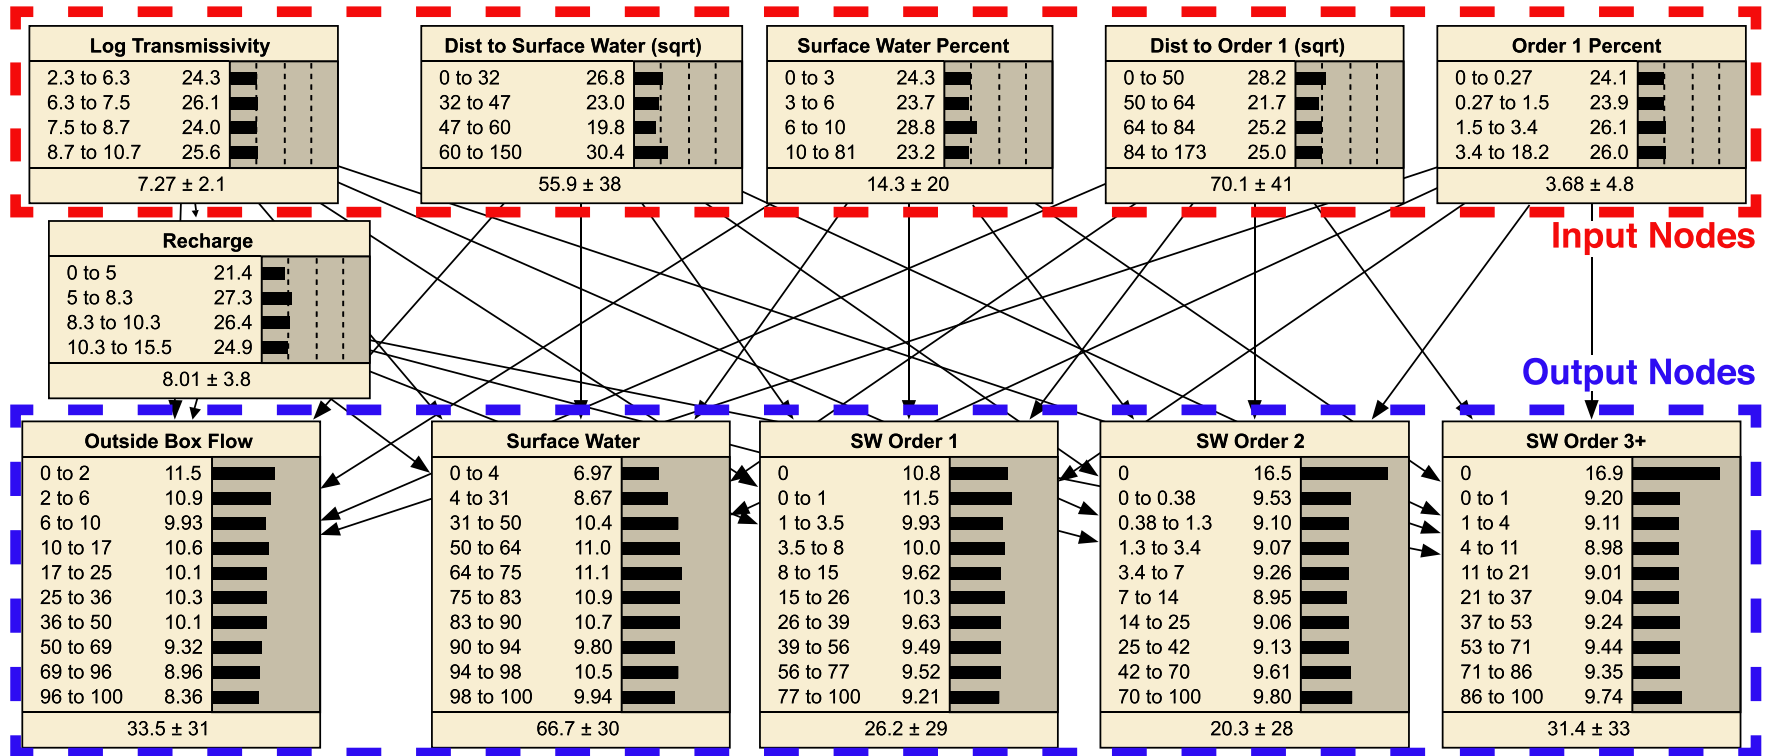 Log Transmissivity
2.3 to 6.3 24.3
6.3 to 7.5 26.1
7.5 to 8.7 24.0
8.7 to 10.7 25.6
7.27 ± 2.1
Dist to Surface Water (sqrt)
0 to 32 26.8
32 to 47 23.0
47 to 60 19.8
60 to 150 30.4
55.9 ± 38
Surface Water Percent
0 to 3 24.3
3 to 6 23.7
6 to 10 28.8
10 to 81 23.2
14.3 ± 20
Dist to Order 1 (sqrt)
0 to 50 28.2
50 to 64 21.7
64 to 84 25.2
84 to 173 25.0
70.1 ± 41
Order 1 Percent
0 to 0.27 24.1
0.27 to 1.5 23.9
1.5 to 3.4 26.1
3.4 to 18.2 26.0
3.68 ± 4.8
Input Nodes
Recharge
0 to 5 21.4
5 to 8.3 27.3
8.3 to 10.3 26.4
10.3 to 15.5 24.9
8.01 ± 3.8
Output Nodes
Outside Box Flow
0 to 2 11.5
2 to 6 10.9
6 to 10 9.93
10 to 17 10.6
17 to 25 10.1
25 to 36 10.3
36 to 50 10.1
50 to 69 9.32
69 to 96 8.96
96 to 100 8.36
33.5 ± 31
Surface Water
0 to 4 6.97
4 to 31 8.67
31 to 50 10.4
50 to 64 11.0
64 to 75 11.1
75 to 83 10.9
83 to 90 10.7
90 to 94 9.80
94 to 98 10.5
98 to 100 9.94
66.7 ± 30
SW Order 1
0 10.8
0 to 1 11.5
1 to 3.5 9.93
3.5 to 8 10.0
8 to 15 9.62
15 to 26 10.3
26 to 39 9.63
39 to 56 9.49
56 to 77 9.52
77 to 100 9.21
26.2 ± 29
SW Order 2
0 16.5
0 to 0.38 9.53
0.38 to 1.3 9.10
1.3 to 3.4 9.07
3.4 to 7 9.26
7 to 14 8.95
14 to 25 9.06
25 to 42 9.13
42 to 70 9.61
70 to 100 9.80
20.3 ± 28
SW Order 3+
0 16.9
0 to 1 9.20
1 to 4 9.11
4 to 11 8.98
11 to 21 9.01
21 to 37 9.04
37 to 53 9.24
53 to 71 9.44
71 to 86 9.35
86 to 100 9.74
31.4 ± 33